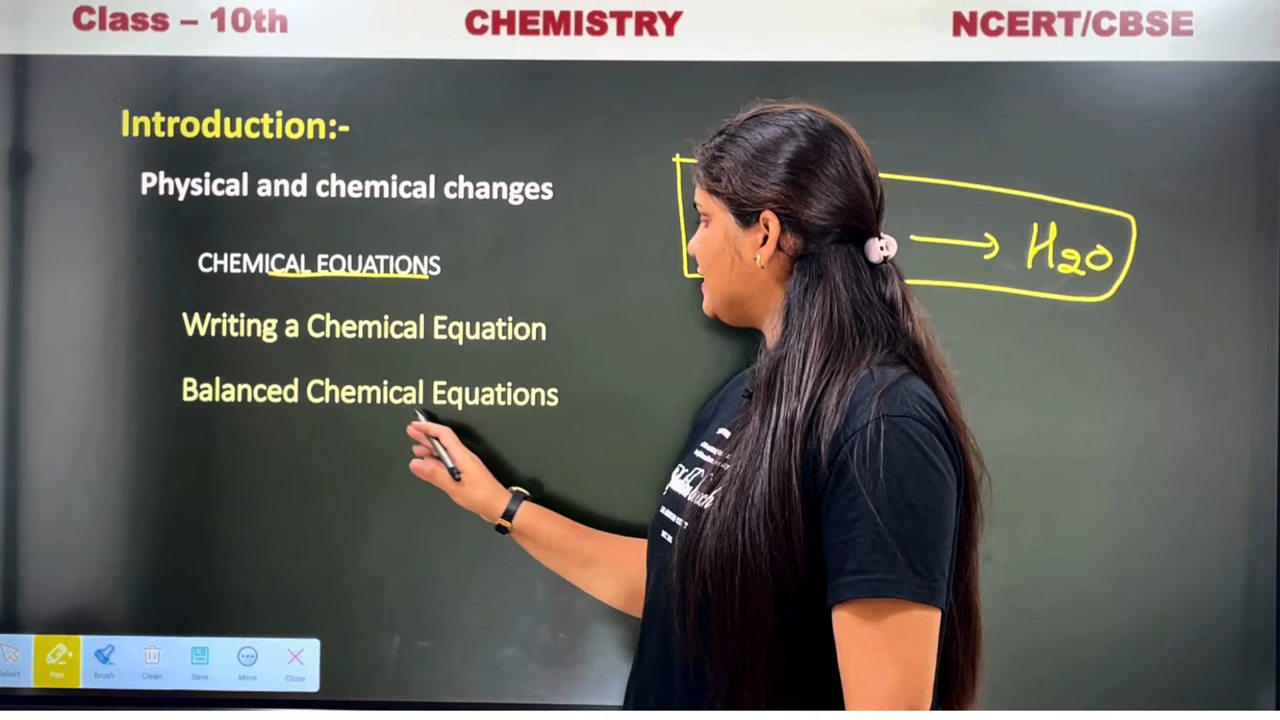 Class – 10th CHEMISTRY NCERT/CBSE
Introduction:-
Physical and chemical changes
→ H2O
CHEMICAL EQUATIONS
Writing a Chemical Equation
Balanced Chemical Equations
Select Pen Brush Clean Save More Close